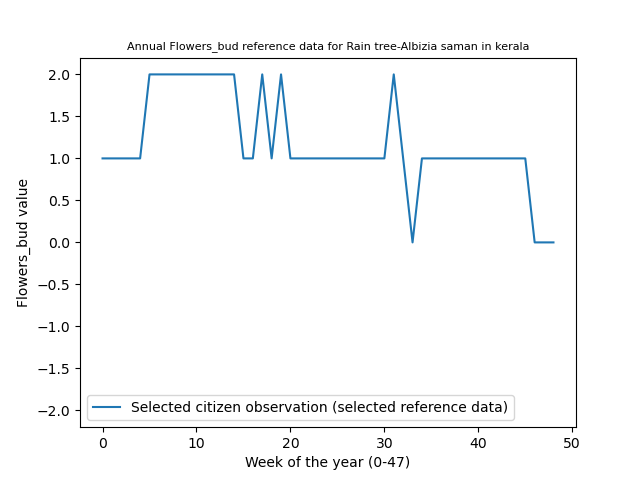 Annual Flowers_bud reference data for Rain tree-Albizia saman in kerala
2.0
1.5
1.0
0.5
0.0
−0.5
−1.0
−1.5
−2.0
Flowers_bud value
Selected citizen observation (selected reference data)
0 10 20 30 40 50
Week of the year (0-47)